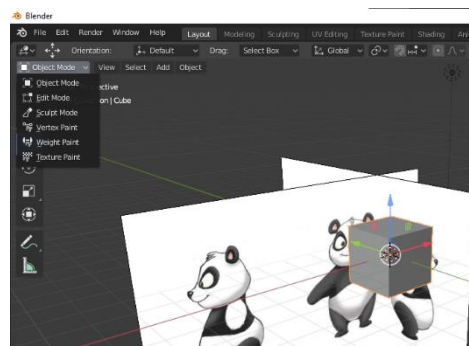 Blender
File Edit Render Window Help Layout Modeling Sculpting UV Editing Texture Paint Shading Ani
Orientation: Default Drag: Select Box Global
Object Mode View Select Add Object
Object Mode
Edit Mode
Sculpt Mode
Vertex Paint
Weight Paint
Texture Paint
ective
on | Cube